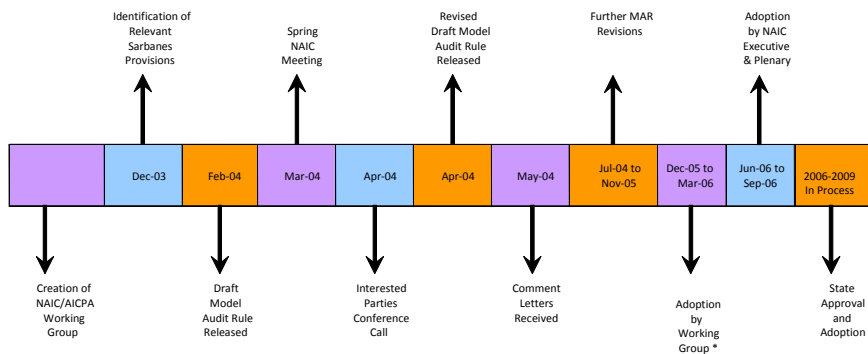 Identification of
Relevant
Sarbanes
Provisions
Spring
NAIC
Meeting
Revised
Draft Model
Audit Rule
Released
Further MAR
Revisions
Adoption
by NAIC
Executive
& Plenary
Dec-03
Feb-04
Mar-04
Apr-04
Apr-04
May-04
Jul-04 to
Nov-05
Dec-05 to
Mar-06
Jun-06 to
Sep-06
2006-2009
In Process
Creation of
NAIC/AICPA
Working
Group
Draft
Model
Audit Rule
Released
Interested
Parties
Conference
Call
Comment
Letters
Received
Adoption
by
Working
Group *
State
Approval
and
Adoption